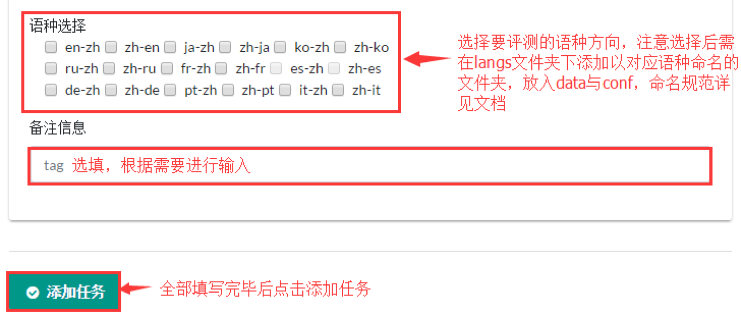 语种选择
en-zh zh-en ja-zh zh-ja ko-zh zh-ko
ru-zh zh-ru fr-zh zh-fr es-zh zh-es
de-zh zh-de pt-zh zh-pt it-zh zh-it
选择要评测的语种方向，注意选择后需
在langs文件夹下添加以对应语种命名的
文件夹，放入data与conf，命名规范详
见文档
备注信息
tag 选填，根据需要进行输入
添加任务
全部填写完毕后点击添加任务